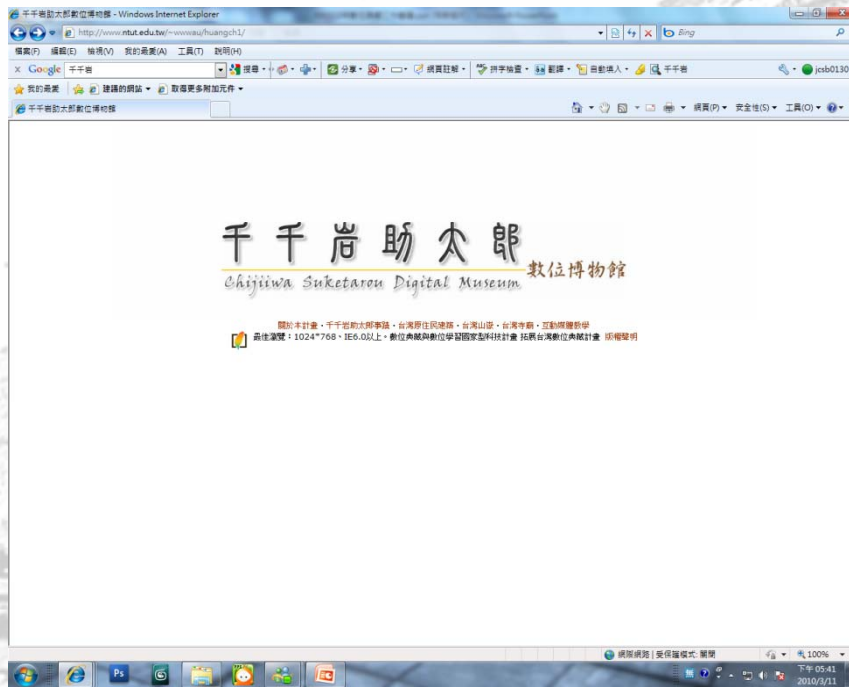 千千岩助太郎數位博物館 - Windows Internet Explorer
http://www.ntut.edu.tw/~wwwau/huangch1/
Bing
檔案(F) 編輯(E) 檢視(V) 我的最愛(A) 工具(T) 說明(H)
x Google 千千岩 搜尋 分享 網頁註解 拼字檢查 翻譯 自動填入 千千岩 jcsb0130
我的最愛 建議的網站 取得更多附加元件
千千岩助太郎數位博物館 網頁(P) 安全性(S) 工具(O)
千千岩助太郎
數位博物館
Chijiiwa Suketarou Digital Museum
關於本計畫・千千岩助太郎事蹟・台灣原住民建築・台灣山岳・台灣寺廟・互動媒體教學
最佳瀏覽：1024*768、IE6.0以上。數位典藏與數位學習國家型科技計畫 拓展台灣數位典藏計畫 版權聲明
網際網路 | 受保護模式: 關閉 100%
Ps
下午 05:41
2010/3/11